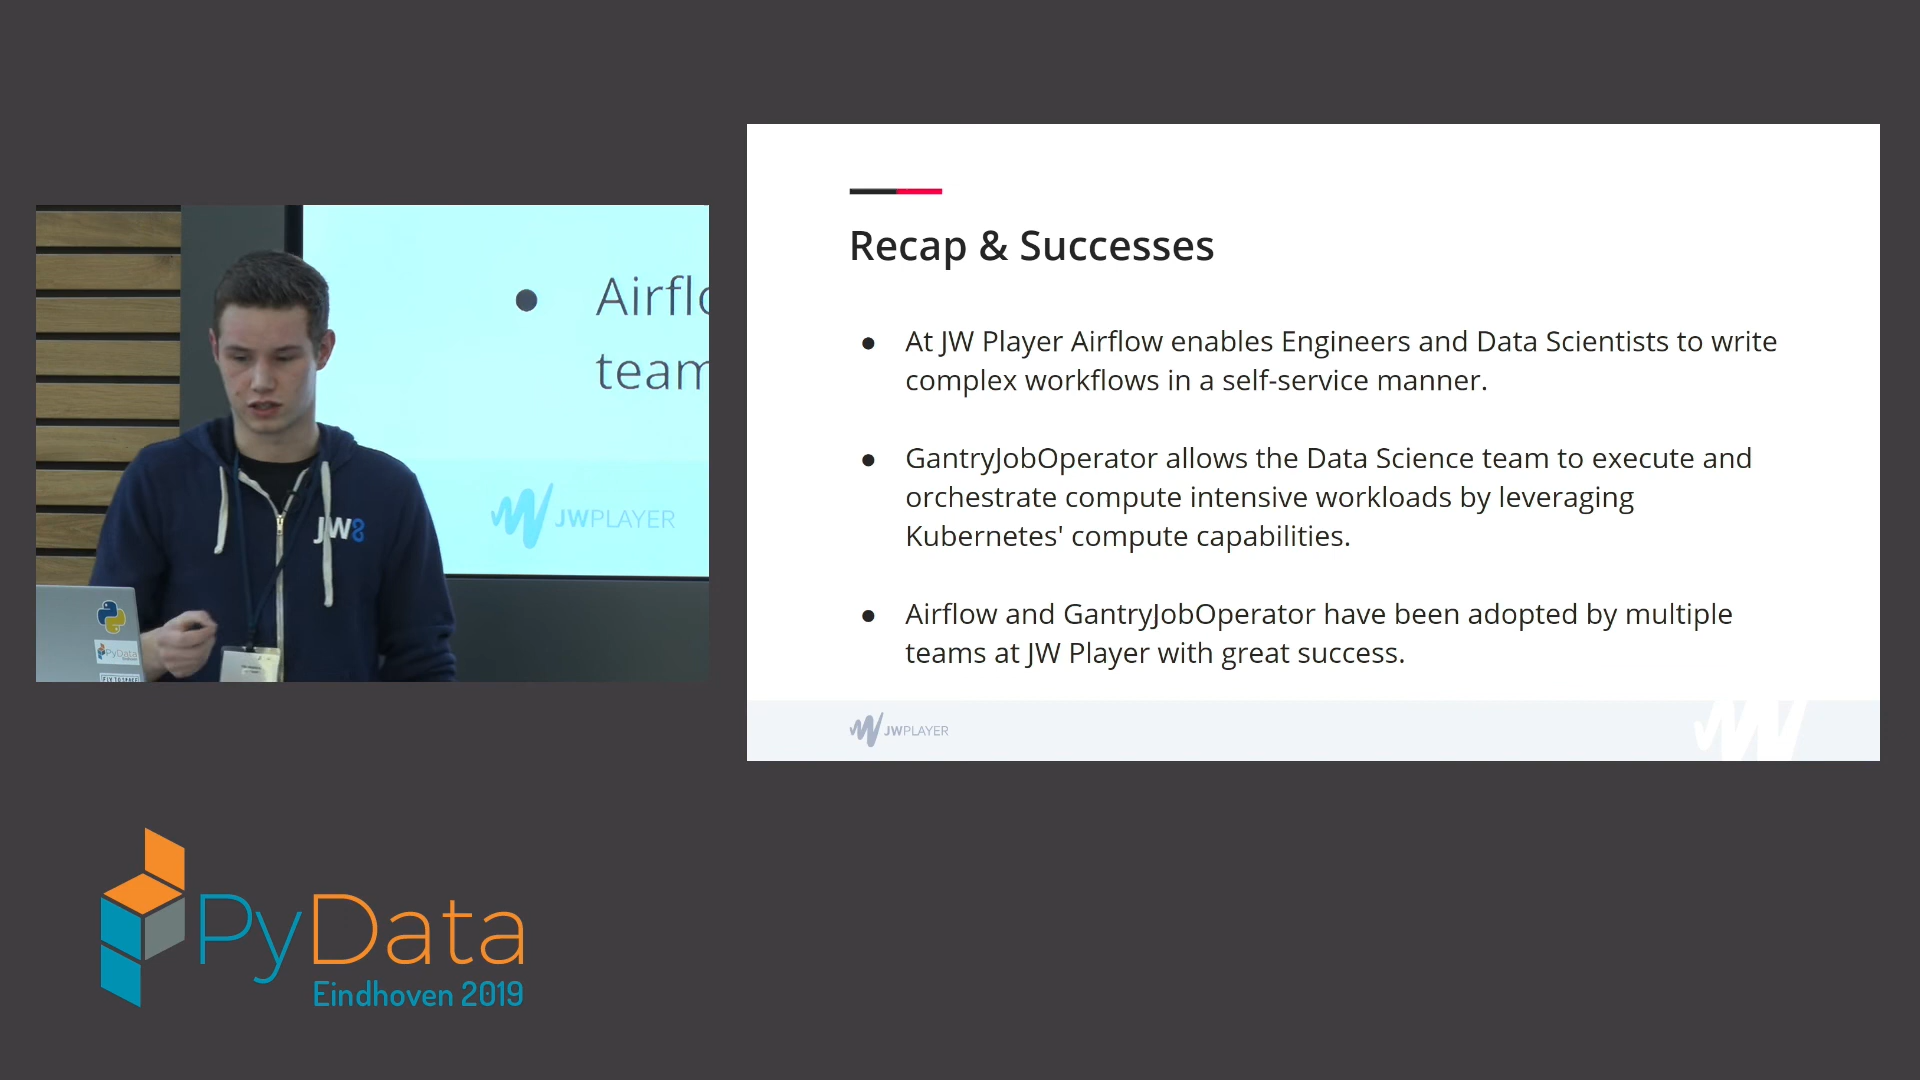 Airflo
team
JWPLAYER
JW8
PyData
Recap & Successes
● At JW Player Airflow enables Engineers and Data Scientists to write
complex workflows in a self-service manner.
● GantryJobOperator allows the Data Science team to execute and
orchestrate compute intensive workloads by leveraging
Kubernetes' compute capabilities.
● Airflow and GantryJobOperator have been adopted by multiple
teams at JW Player with great success.
JWPLAYER
PyData
Eindhoven 2019